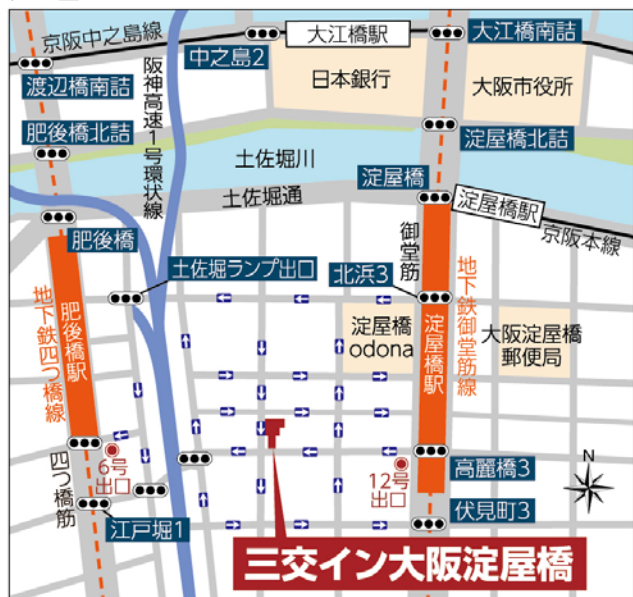 京阪中之島線
中之島2
大江橋駅
大江橋南詰
渡辺橋南詰
阪神高速1号環状線
日本銀行
大阪市役所
肥後橋北詰
淀屋橋北詰
土佐堀川
淀屋橋
土佐堀通
淀屋橋駅
肥後橋
御堂筋
京阪本線
土佐堀ランプ出口
北浜3
地下鉄四つ橋線
肥後橋駅
淀屋橋
odona
淀屋橋駅
地下鉄御堂筋線
大阪淀屋橋
郵便局
6号
出口
12号
出口
高麗橋3
N
四つ橋筋
江戸堀1
伏見町3
三交イン大阪淀屋橋